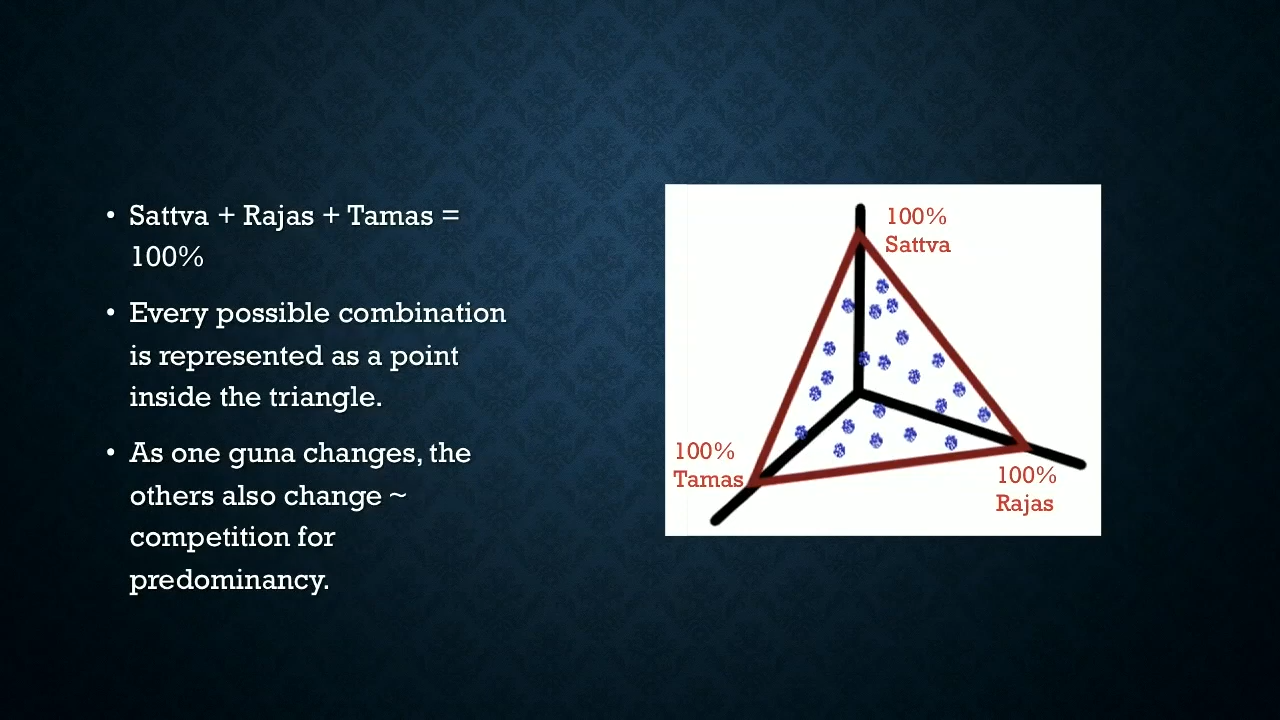 • Sattva + Rajas + Tamas =
100%
• Every possible combination
is represented as a point
inside the triangle.
• As one guna changes, the
others also change ~
competition for
predominancy.
100%
Sattva
100%
Tamas
100%
Rajas